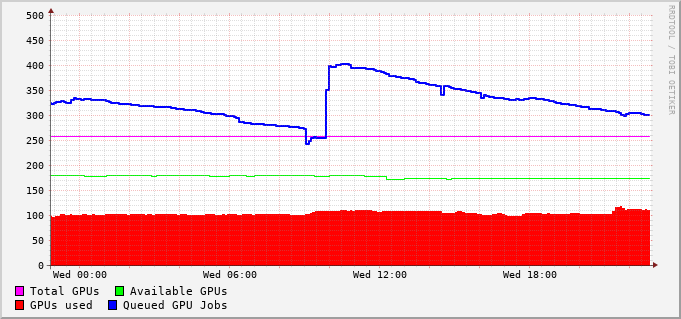 500
450
400
350
300
250
200
150
100
50
0
Wed 00:00 Wed 06:00 Wed 12:00 Wed 18:00
Total GPUs Available GPUs
GPUs used Queued GPU Jobs
RRDTOOL / TOBI OETIKER